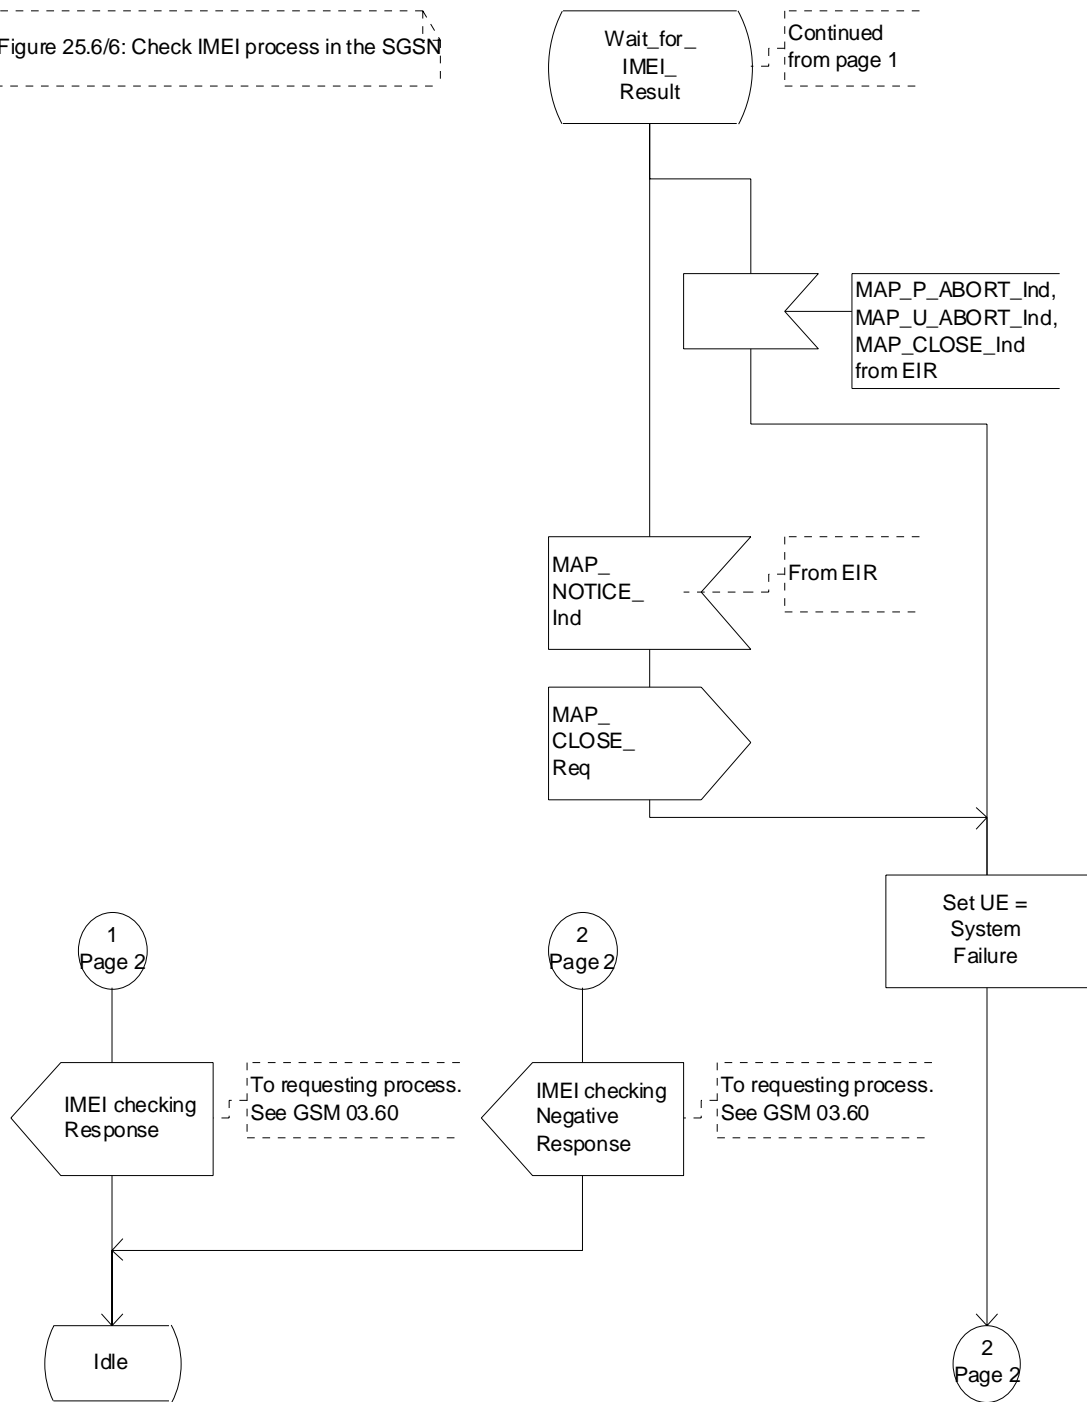 Figure 25.6/6: Check IMEI process in the SGSN
Wait_for_
IMEI_
Result
Continued
from page 1
MAP_P_ABORT_Ind,
MAP_U_ABORT_Ind,
MAP_CLOSE_Ind
from EIR
MAP_
NOTICE_
Ind
From EIR
MAP_
CLOSE_
Req
Set UE =
System
Failure
1
Page 2
2
Page 2
IMEI checking
Response
To requesting process.
See GSM 03.60
IMEI checking
Negative
Response
To requesting process.
See GSM 03.60
Idle
2
Page 2